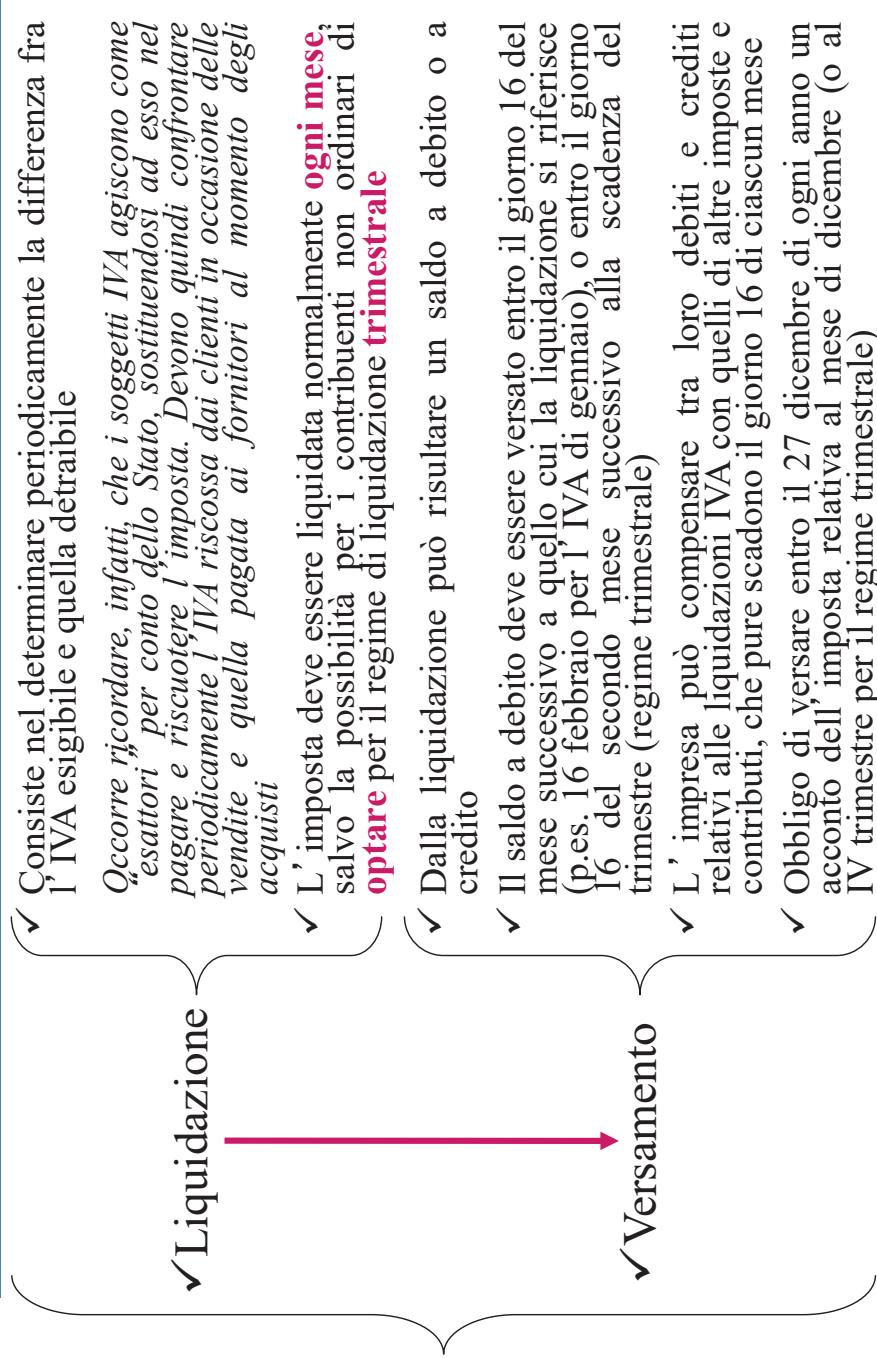 ✓Liquidazione
✓ Consiste nel determinare periodicamente la differenza fra
l’IVA esigibile e quella detraibile
Occorre ricordare, infatti, che i soggetti IVA agiscono come
“esattori” per conto dello Stato, sostituendosi ad esso nel
pagare e riscuotere l’imposta. Devono quindi confrontare
periodicamente l’IVA riscossa dai clienti in occasione delle
vendite e quella pagata ai fornitori al momento degli
acquisti
✓ L’imposta deve essere liquidata normalmente ogni mese,
salvo la possibilità per i contribuenti non ordinari di
optare per il regime di liquidazione trimestrale
✓Versamento
✓ Dalla liquidazione può risultare un saldo a debito o a
credito
✓ Il saldo a debito deve essere versato entro il giorno 16 del
mese successivo a quello cui la liquidazione si riferisce
(p.es. 16 febbraio per l’IVA di gennaio), o entro il giorno
16 del secondo mese successivo alla scadenza del
trimestre (regime trimestrale)
✓ L’impresa può compensare tra loro debiti e crediti
relativi alle liquidazioni IVA con quelli di altre imposte e
contributi, che pure scadono il giorno 16 di ciascun mese
✓ Obbligo di versare entro il 27 dicembre di ogni anno un
acconto dell’imposta relativa al mese di dicembre (o al
IV trimestre per il regime trimestrale)